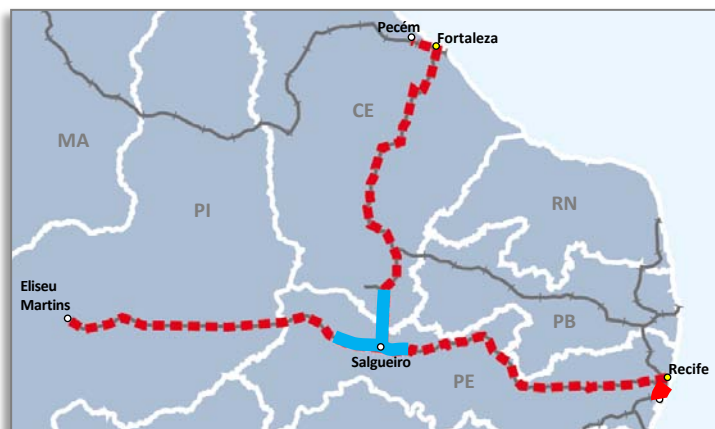 Pecém
Fortaleza
CE
MA
RN
PI
Eliseu
Martins
PB
Salgueiro
Recife
PE